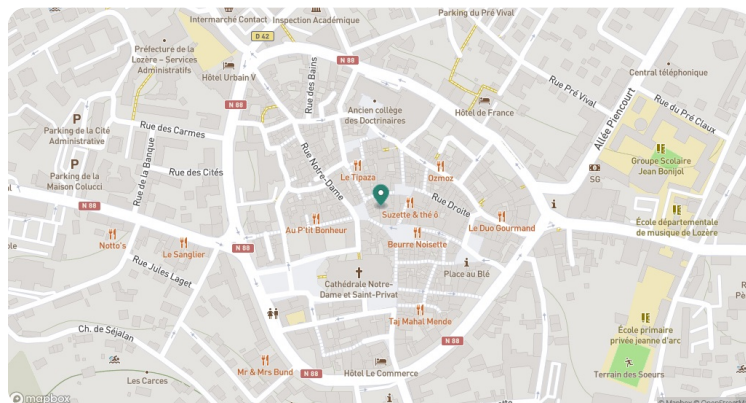 Intermarché Contact
Inspection Académique
Parking du Pré Vival
D 42
Préfecture de la
Lozère – Services
Administratifs
N 88
Hôtel Urbain V
Central téléphonique
Rue des Bains
N 88
Rue Pré Vival
Rue du Pré Claux
Allée Piencourt
P
Parking de la Cité
Administrative
Ancien collège
des Doctrinaires
Hôtel de France
Rue des Carmes
Rue de la Banque
Rue des Cités
P
Parking de la
Maison Colucci
Rue Notre-Dame
Le Tipaza
Ozmoz
SG
Groupe Scolaire
Jean Bonijol
Rue Droite
Suzette & thé ô
Au P'tit Bonheur
Le Duo Gourmand
École départementale
de musique de Lozère
Notto's
Le Sanglier
N 88
Beurre Noisette
Rue Jules Laget
Place au Blé
Cathédrale Notre-
Dame et Saint-Privat
Ch. de Séjalan
Taj Mahal Mende
École primaire
privée jeanne d'arc
N 88
N 88
Mr & Mrs Bund
Hôtel Le Commerce
Terrain des Soeurs
Les Carces
mapbox